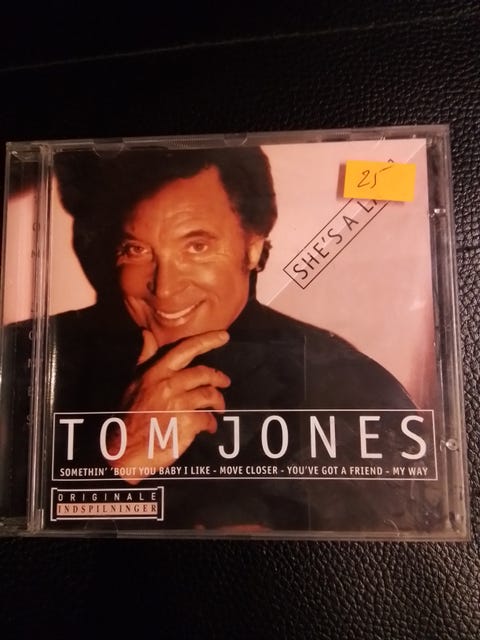 25-
SHE'S A
TOM JONES
SOMETHIN' 'BOUT YOU BABY I LIKE - MOVE CLOSER - YOU'VE GOT A FRIEND - MY WAY
ORIGINALE
INDSPILNINGER